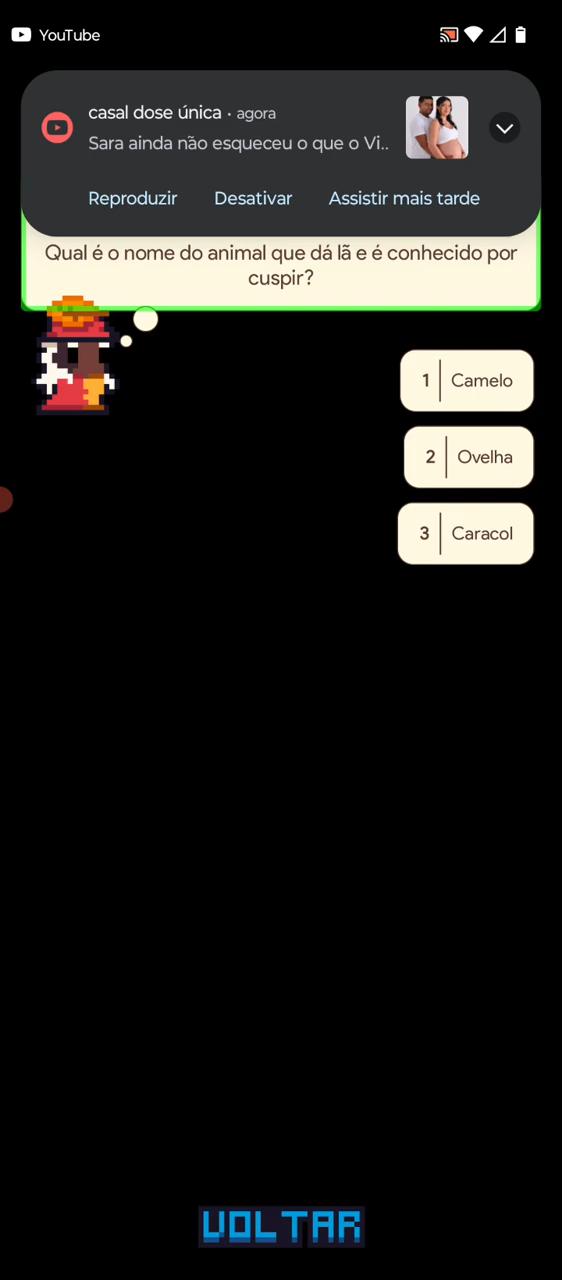 YouTube
casal dose única • agora
Sara ainda não esqueceu o que o Vi..
Reproduzir Desativar Assistir mais tarde
Qual é o nome do animal que dá lã e é conhecido por
cuspir?
1 Camelo
2 Ovelha
3 Caracol
VOLTAR